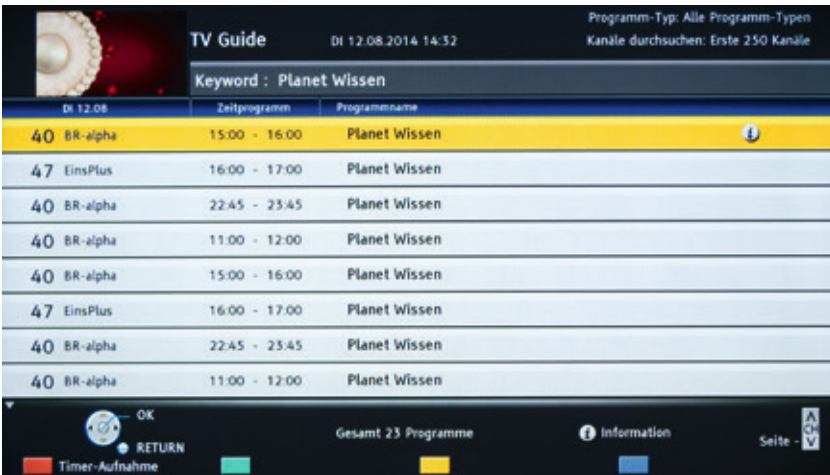 Programm-Typ: Alle Programm-Typen
TV Guide DI 12.08.2014 14:32 Kanäle durchsuchen: Erste 250 Kanäle
Keyword : Planet Wissen
DI 12.08 Zeitprogramm Programmname
40 BR-alpha 15:00 - 16:00 Planet Wissen i
47 EinsPlus 16:00 - 17:00 Planet Wissen
40 BR-alpha 22:45 - 23:45 Planet Wissen
40 BR-alpha 11:00 - 12:00 Planet Wissen
40 BR-alpha 15:00 - 16:00 Planet Wissen
47 EinsPlus 16:00 - 17:00 Planet Wissen
40 BR-alpha 22:45 - 23:45 Planet Wissen
40 BR-alpha 11:00 - 12:00 Planet Wissen
OK
Gesamt 23 Programme i Information
RETURN Seite - CH
Timer-Aufnahme